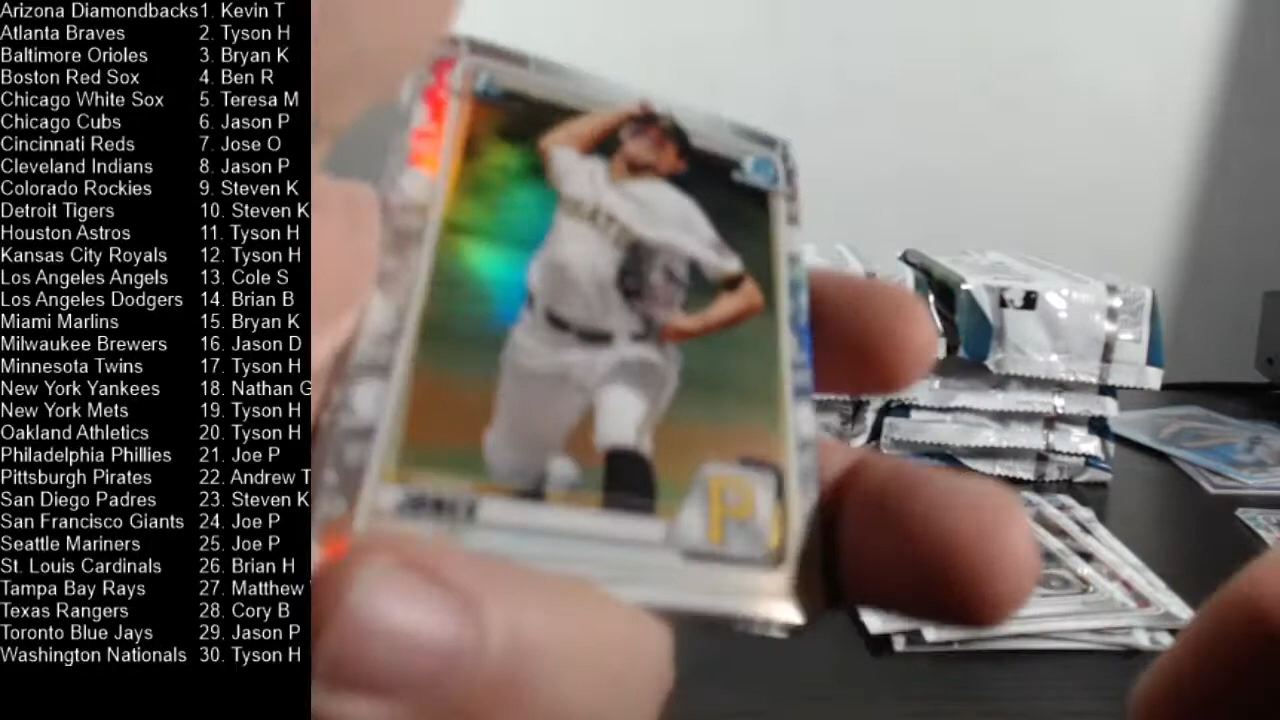 Arizona Diamondbacks 1. Kevin T
Atlanta Braves 2. Tyson H
Baltimore Orioles 3. Bryan K
Boston Red Sox 4. Ben R
Chicago White Sox 5. Teresa M
Chicago Cubs 6. Jason P
Cincinnati Reds 7. Jose O
Cleveland Indians 8. Jason P
Colorado Rockies 9. Steven K
Detroit Tigers 10. Steven K
Houston Astros 11. Tyson H
Kansas City Royals 12. Tyson H
Los Angeles Angels 13. Cole S
Los Angeles Dodgers 14. Brian B
Miami Marlins 15. Bryan K
Milwaukee Brewers 16. Jason D
Minnesota Twins 17. Tyson H
New York Yankees 18. Nathan G
New York Mets 19. Tyson H
Oakland Athletics 20. Tyson H
Philadelphia Phillies 21. Joe P
Pittsburgh Pirates 22. Andrew T
San Diego Padres 23. Steven K
San Francisco Giants 24. Joe P
Seattle Mariners 25. Joe P
St. Louis Cardinals 26. Brian H
Tampa Bay Rays 27. Matthew
Texas Rangers 28. Cory B
Toronto Blue Jays 29. Jason P
Washington Nationals 30. Tyson H
JONES
P